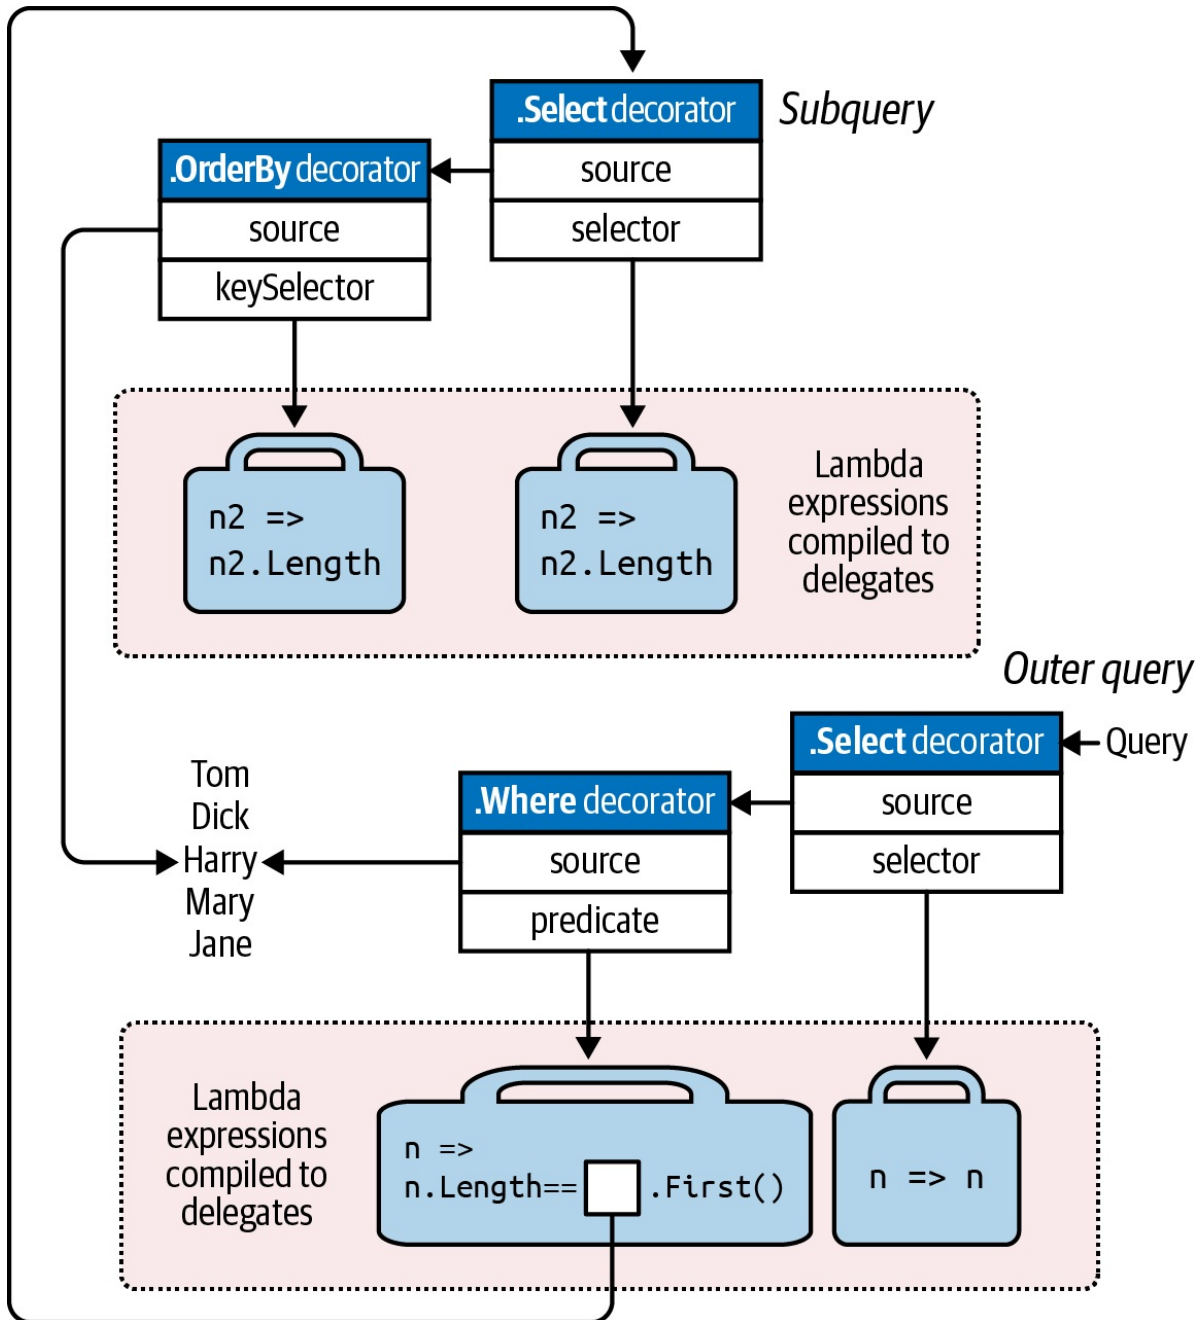 .Select decorator
Subquery
source
selector
.OrderBy decorator
source
keySelector
n2 =>
n2.Length
n2 =>
n2.Length
Lambda
expressions
compiled to
delegates
Outer query
.Select decorator
Query
source
selector
.Where decorator
source
predicate
Tom
Dick
Harry
Mary
Jane
Lambda
expressions
compiled to
delegates
n =>
n.Length== .First()
n => n